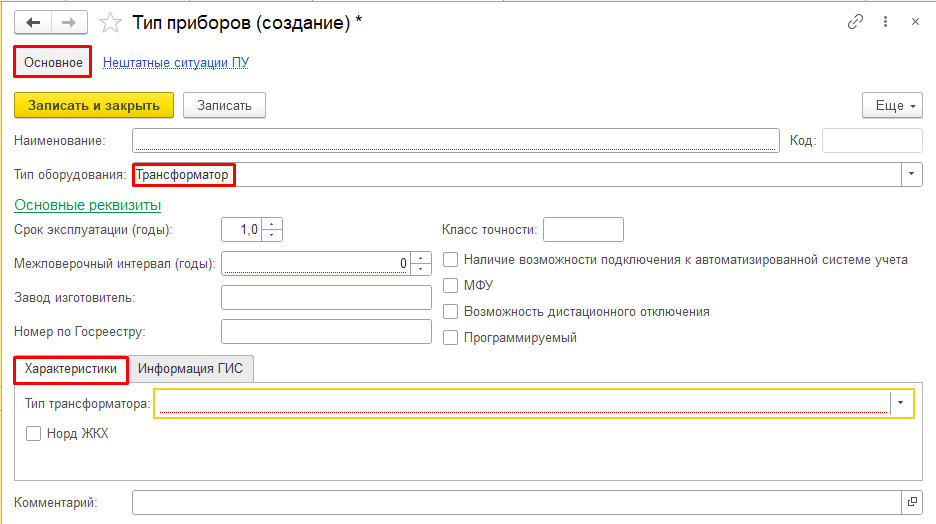 Тип приборов (создание) *
Основное Нештатные ситуации ПУ
Записать и закрыть Записать Еще
Наименование: Код:
Тип оборудования: Трансформатор
Основные реквизиты
Срок эксплуатации (годы): 1,0 Класс точности:
Межповерочный интервал (годы): 0 Наличие возможности подключения к автоматизированной системе учета
МФУ
Завод изготовитель:
Возможность дистационного отключения
Номер по Госреестру:
Программируемый
Характеристики Информация ГИС
Тип трансформатора:
Норд ЖКХ
Комментарий: